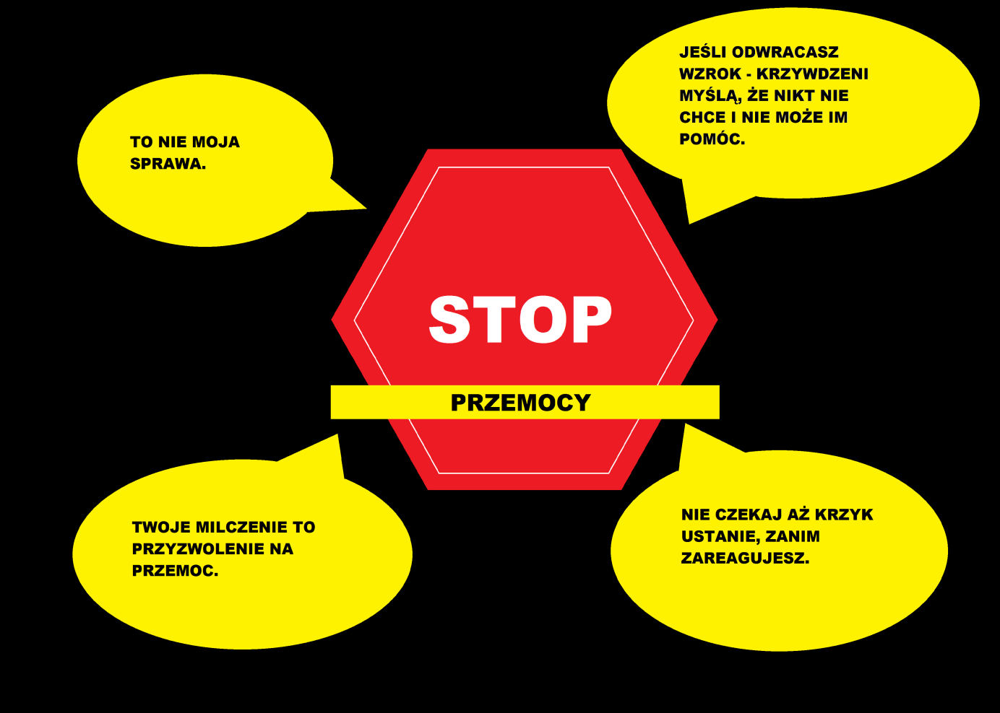 JEŚLI ODWRACASZ
WZROK - KRZYWDZENI
MYŚLĄ, ŻE NIKT NIE
CHCE I NIE MOŻE IM
POMÓC.
TO NIE MOJA
SPRAWA.
STOP
PRZEMOCY
TWOJE MILCZENIE TO
PRZYZWOLENIE NA
PRZEMOC.
NIE CZEKAJ AŻ KRZYK
USTANIE, ZANIM
ZAREAGUJESZ.